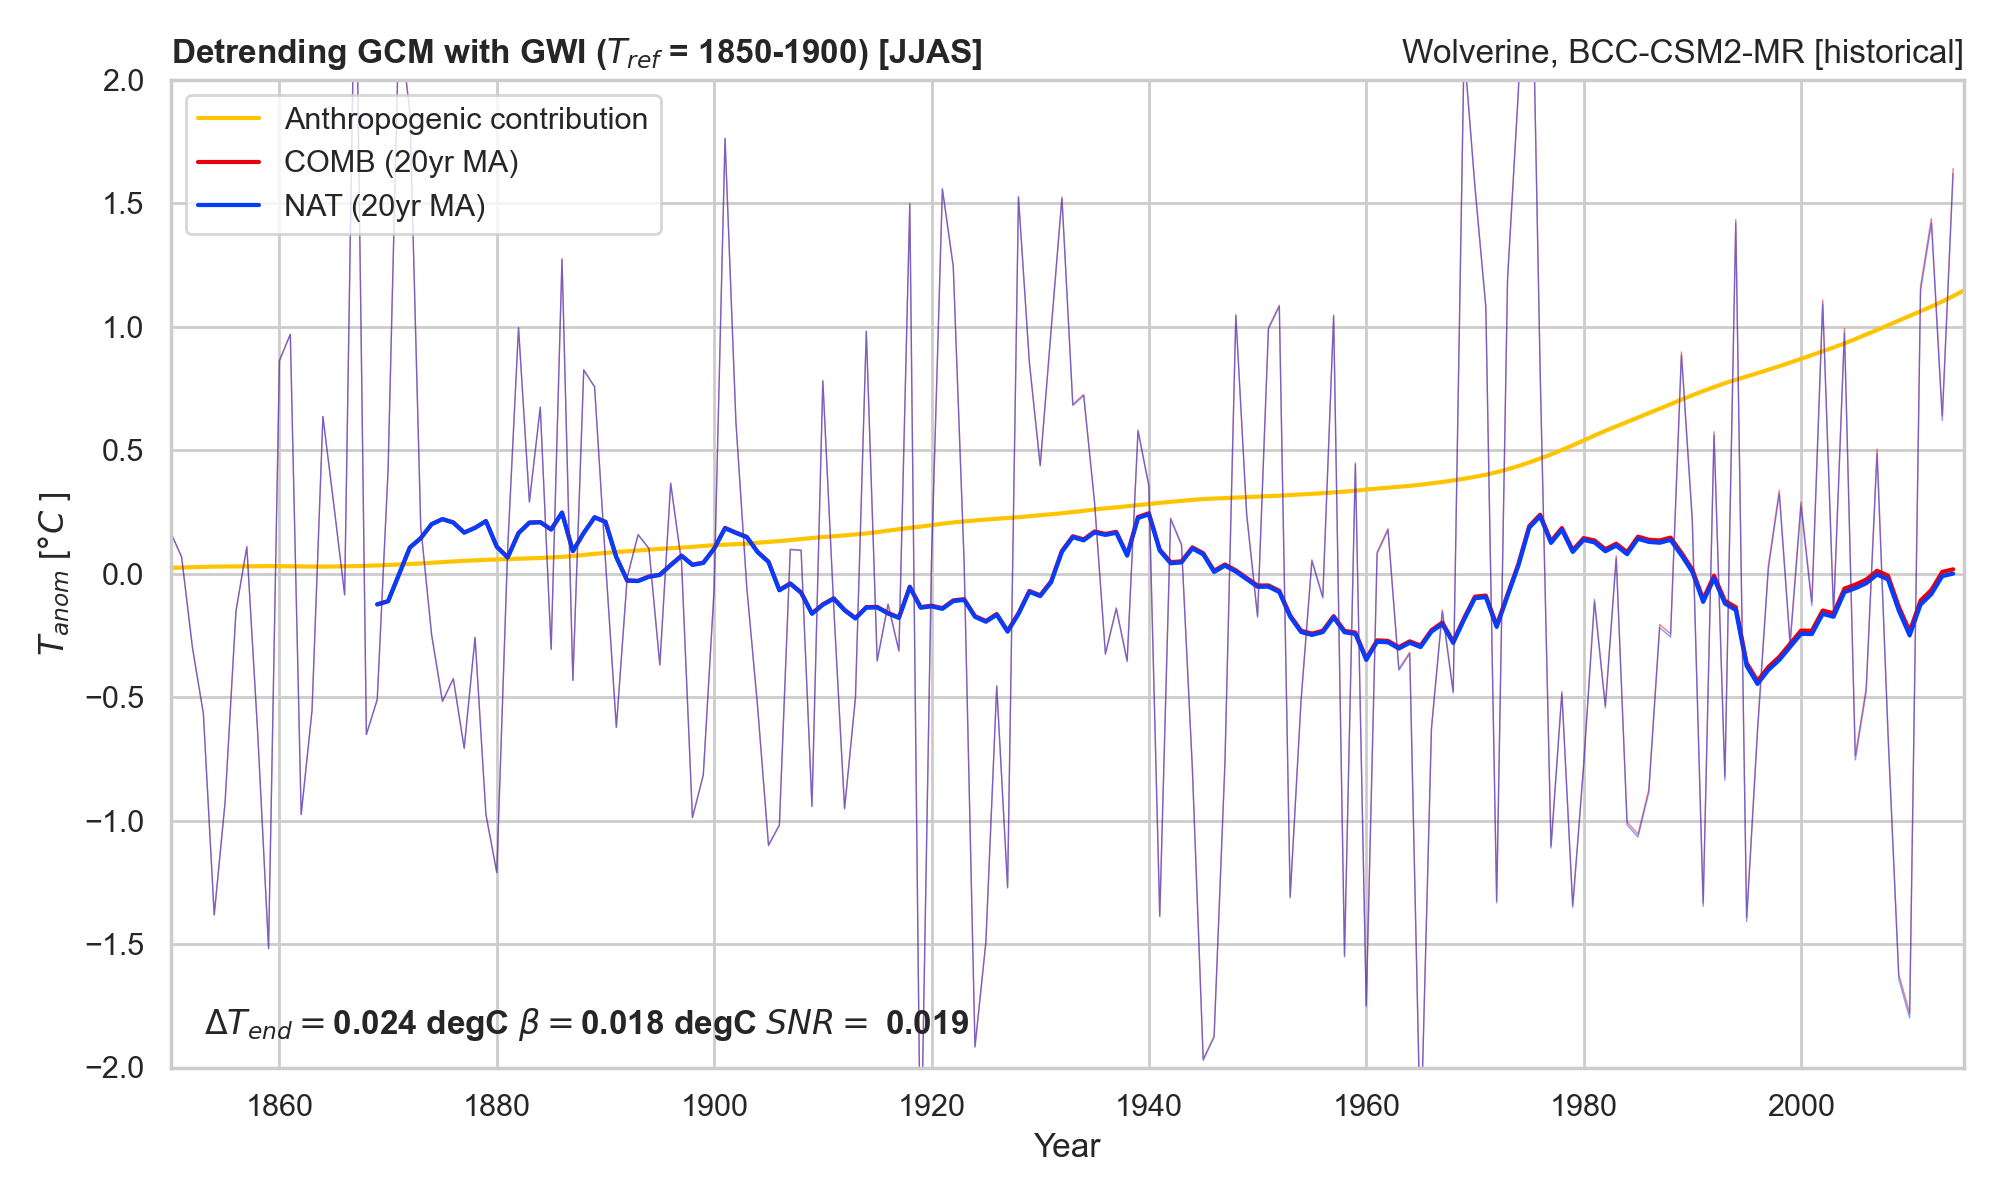 Detrending GCM with GWI (T_ref = 1850-1900) [JJAS]
Wolverine, BCC-CSM2-MR [historical]
Anthropogenic contribution
COMB (20yr MA)
NAT (20yr MA)
2.0
1.5
1.0
0.5
0.0
−0.5
−1.0
−1.5
−2.0
T_anom [°C]
ΔT_end = 0.024 degC β = 0.018 degC SNR = 0.019
1860 1880 1900 1920 1940 1960 1980 2000
Year